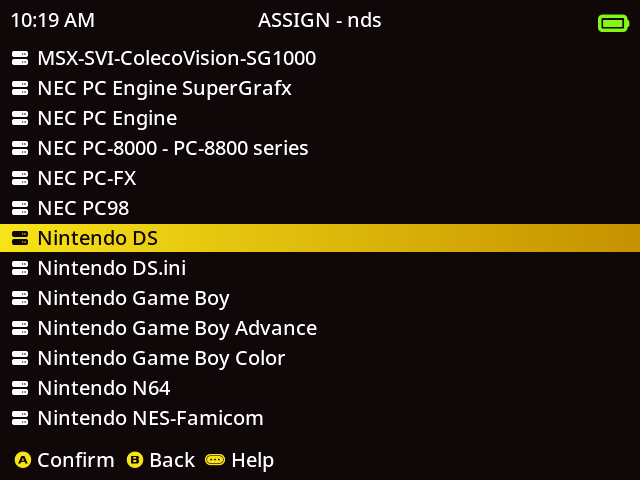 10:19 AM ASSIGN - nds
MSX-SVI-ColecoVision-SG1000
NEC PC Engine SuperGrafx
NEC PC Engine
NEC PC-8000 - PC-8800 series
NEC PC-FX
NEC PC98
Nintendo DS
Nintendo DS.ini
Nintendo Game Boy
Nintendo Game Boy Advance
Nintendo Game Boy Color
Nintendo N64
Nintendo NES-Famicom
A Confirm B Back Help